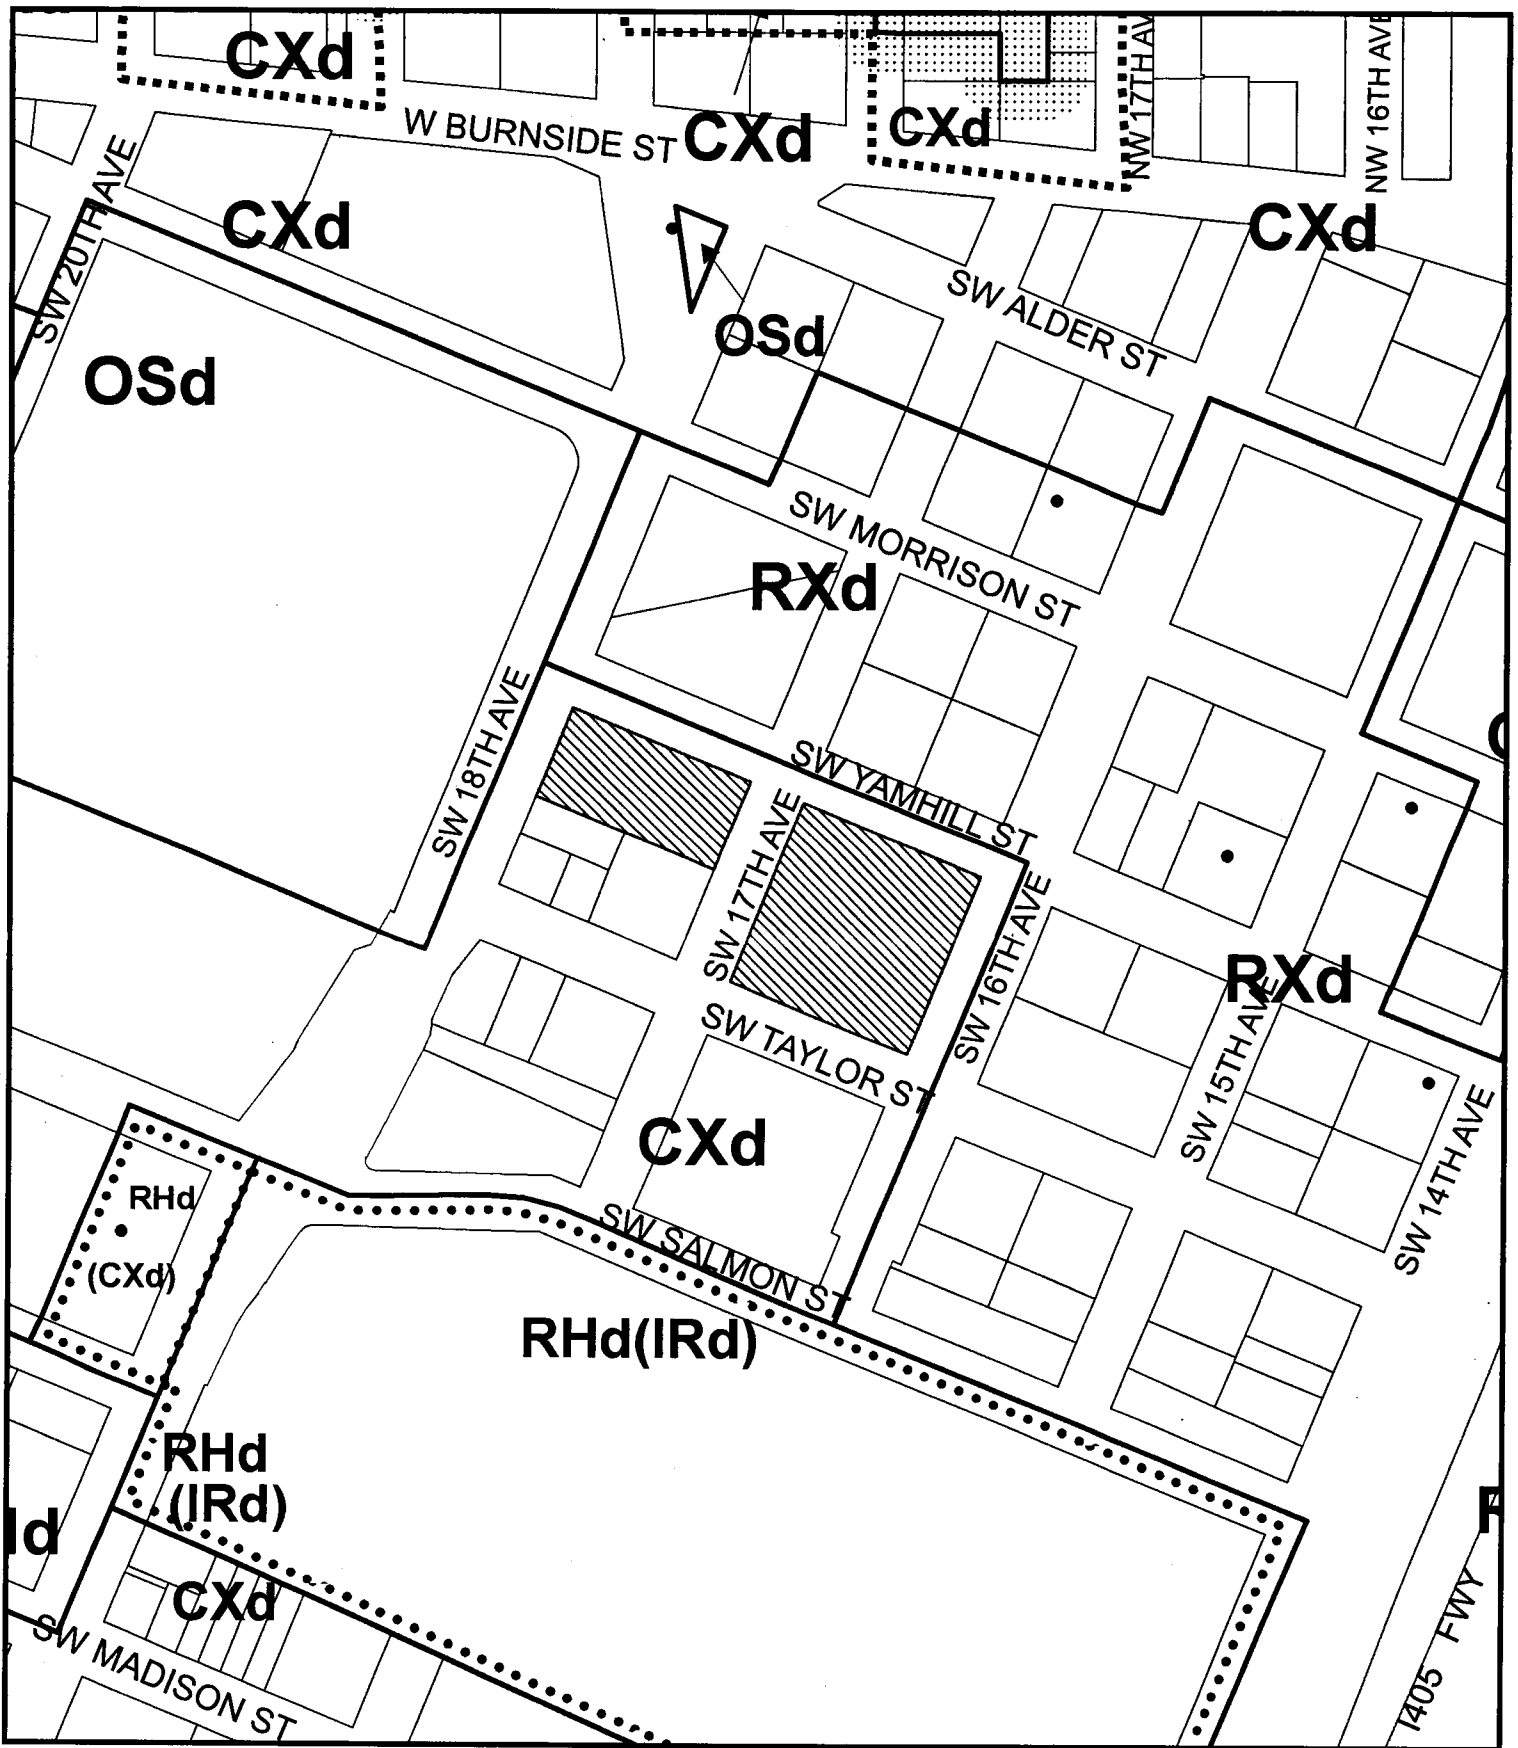 CXd
W BURNSIDE ST
CXd
CXd
NW 17TH AV
NW 16TH AVE
SW 20TH AVE
CXd
CXd
OSd
SW ALDER ST
OSd
SW MORRISON ST
RXd
SW 18TH AVE
SW YAMHILL ST
SW 17TH AVE
SW 16TH AVE
RXd
SW TAYLOR ST
SW 15TH AVE
SW 14TH AVE
CXd
RHd
(CXd)
SW SALMON ST
RHd(IRd)
RHd
(IRd)
CXd
SW MADISON ST
I405 FWY